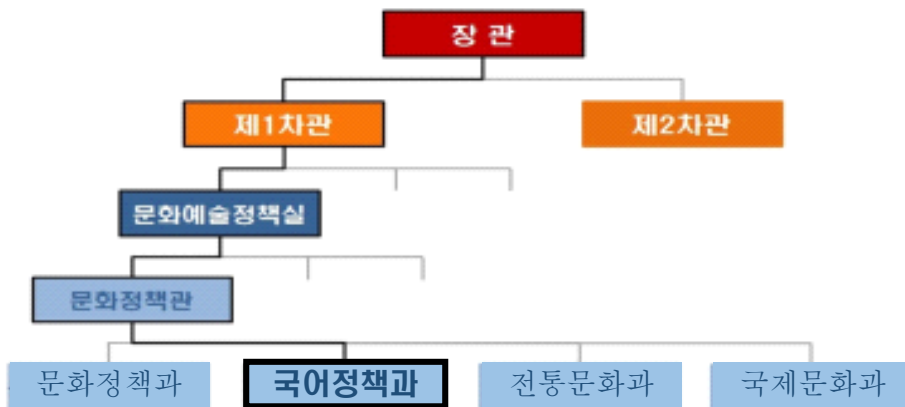 장 관
제1차관
제2차관
문화예술정책실
문화정책관
문화정책과
국어정책과
전통문화과
국제문화과